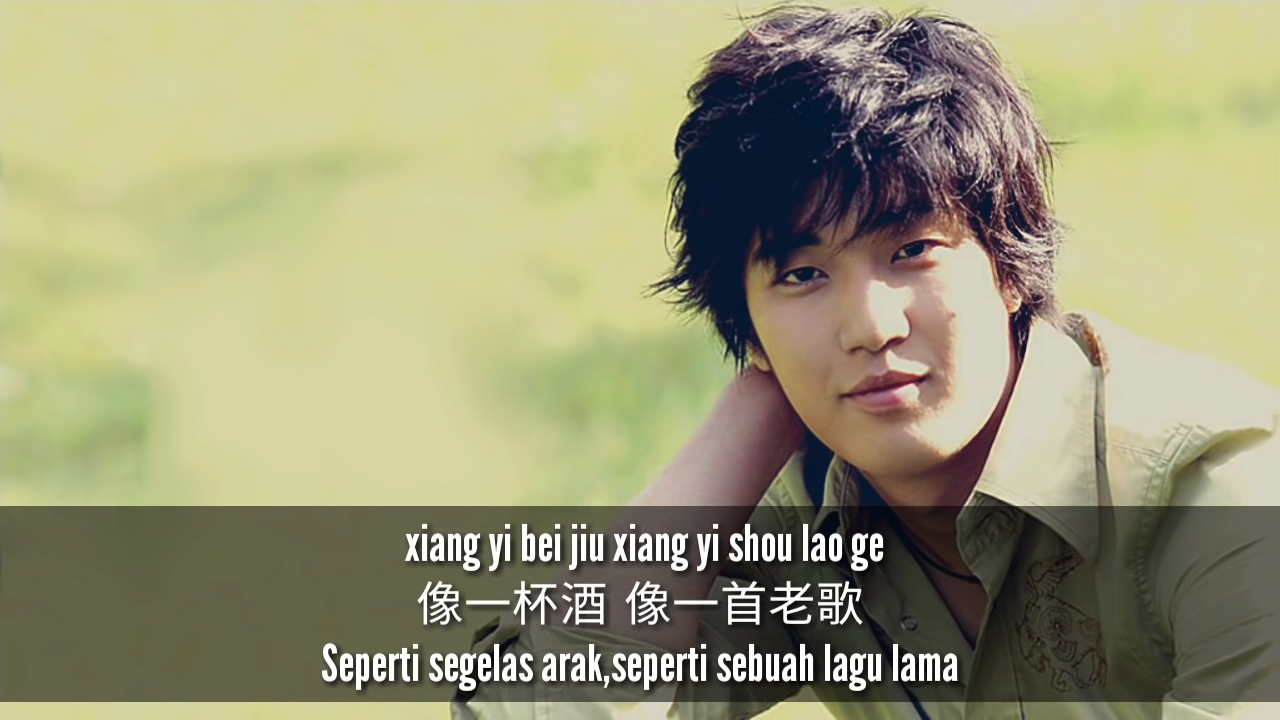 xiang yi bei jiu xiang yi shou lao ge
像一杯酒 像一首老歌
Seperti segelas arak,seperti sebuah lagu lama